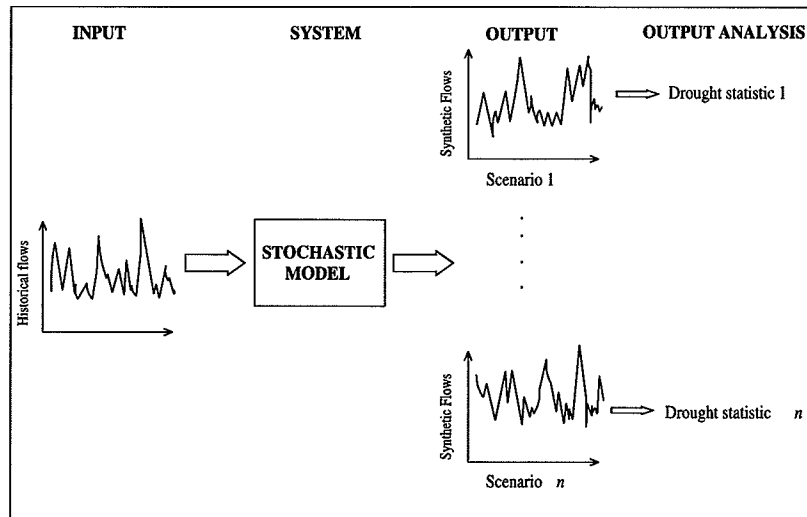 INPUT
SYSTEM
OUTPUT
OUTPUT ANALYSIS
Synthetic Flows
Drought statistic 1
Scenario 1
Historical flows
STOCHASTIC
MODEL
Synthetic Flows
Drought statistic n
Scenario n